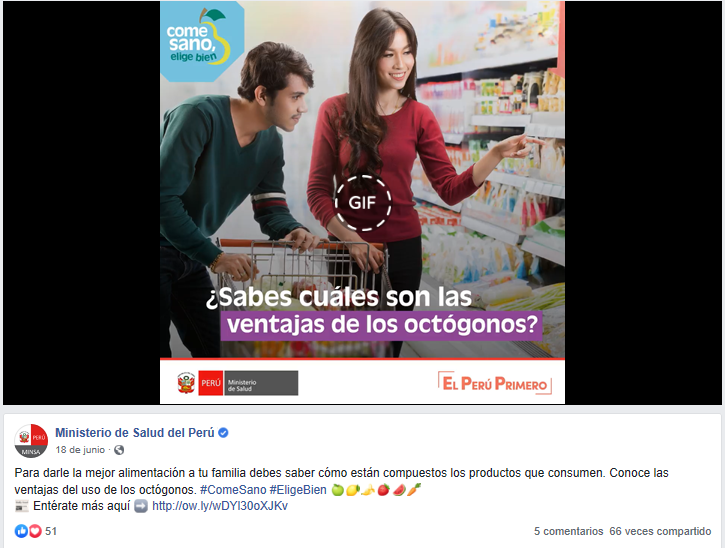 come
sano,
elige bien
GIF
¿Sabes cuáles son las
ventajas de los octógonos?
PERÚ
Ministerio
de Salud
EL PERÚ PRIMERO
PERÚ
MINSA
Ministerio de Salud del Perú
18 de junio ·
Para darle la mejor alimentación a tu familia debes saber cómo están compuestos los productos que consumen. Conoce las
ventajas del uso de los octógonos. #ComeSano #EligeBien 🍏🍋🍌🍓🍉🥕
📰 Entérate más aquí ➡ http://ow.ly/wDYl30oXJKv
51
5 comentarios 66 veces compartido